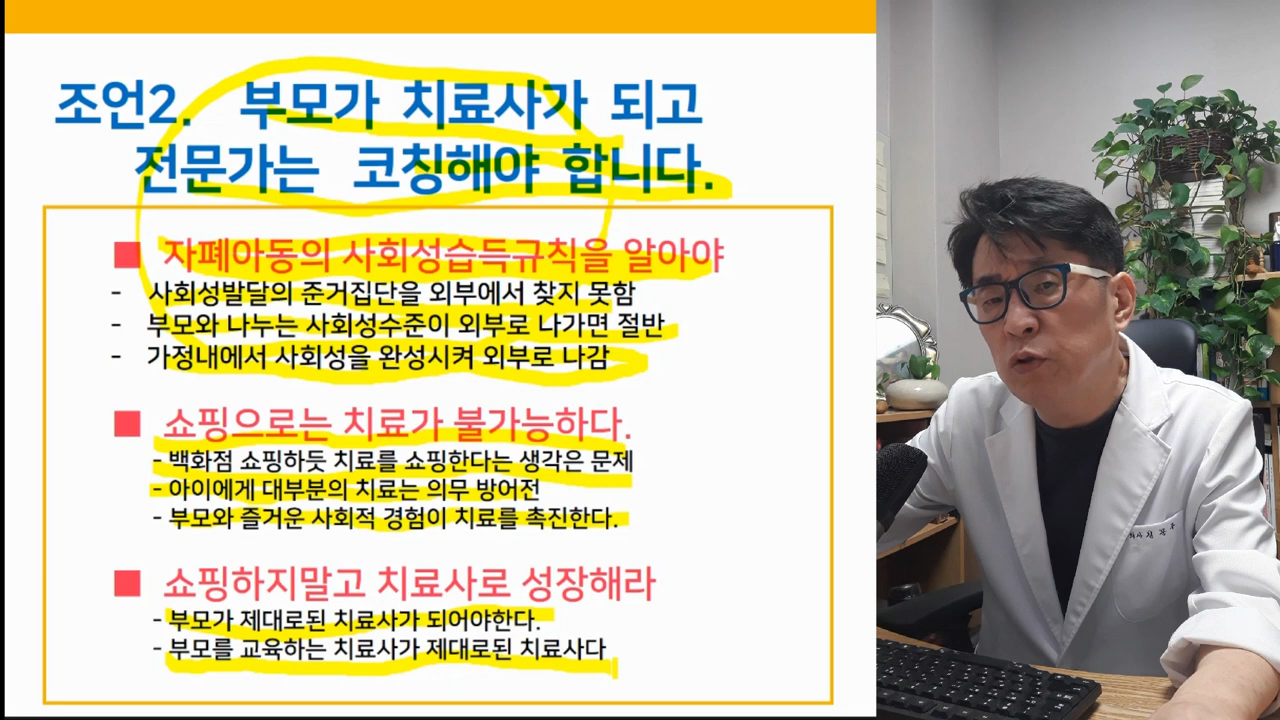 조언2. 부모가 치료사가 되고
전문가는 코칭해야 합니다.
■ 자폐아동의 사회성습득규칙을 알아야
- 사회성발달의 준거집단을 외부에서 찾지 못함
- 부모와 나누는 사회성수준이 외부로 나가면 절반
- 가정내에서 사회성을 완성시켜 외부로 나감
■ 쇼핑으로는 치료가 불가능하다.
- 백화점 쇼핑하듯 치료를 쇼핑한다는 생각은 문제
- 아이에게 대부분의 치료는 의무 방어전
- 부모와 즐거운 사회적 경험이 치료를 촉진한다.
■ 쇼핑하지말고 치료사로 성장해라
- 부모가 제대로된 치료사가 되어야한다.
- 부모를 교육하는 치료사가 제대로된 치료사다